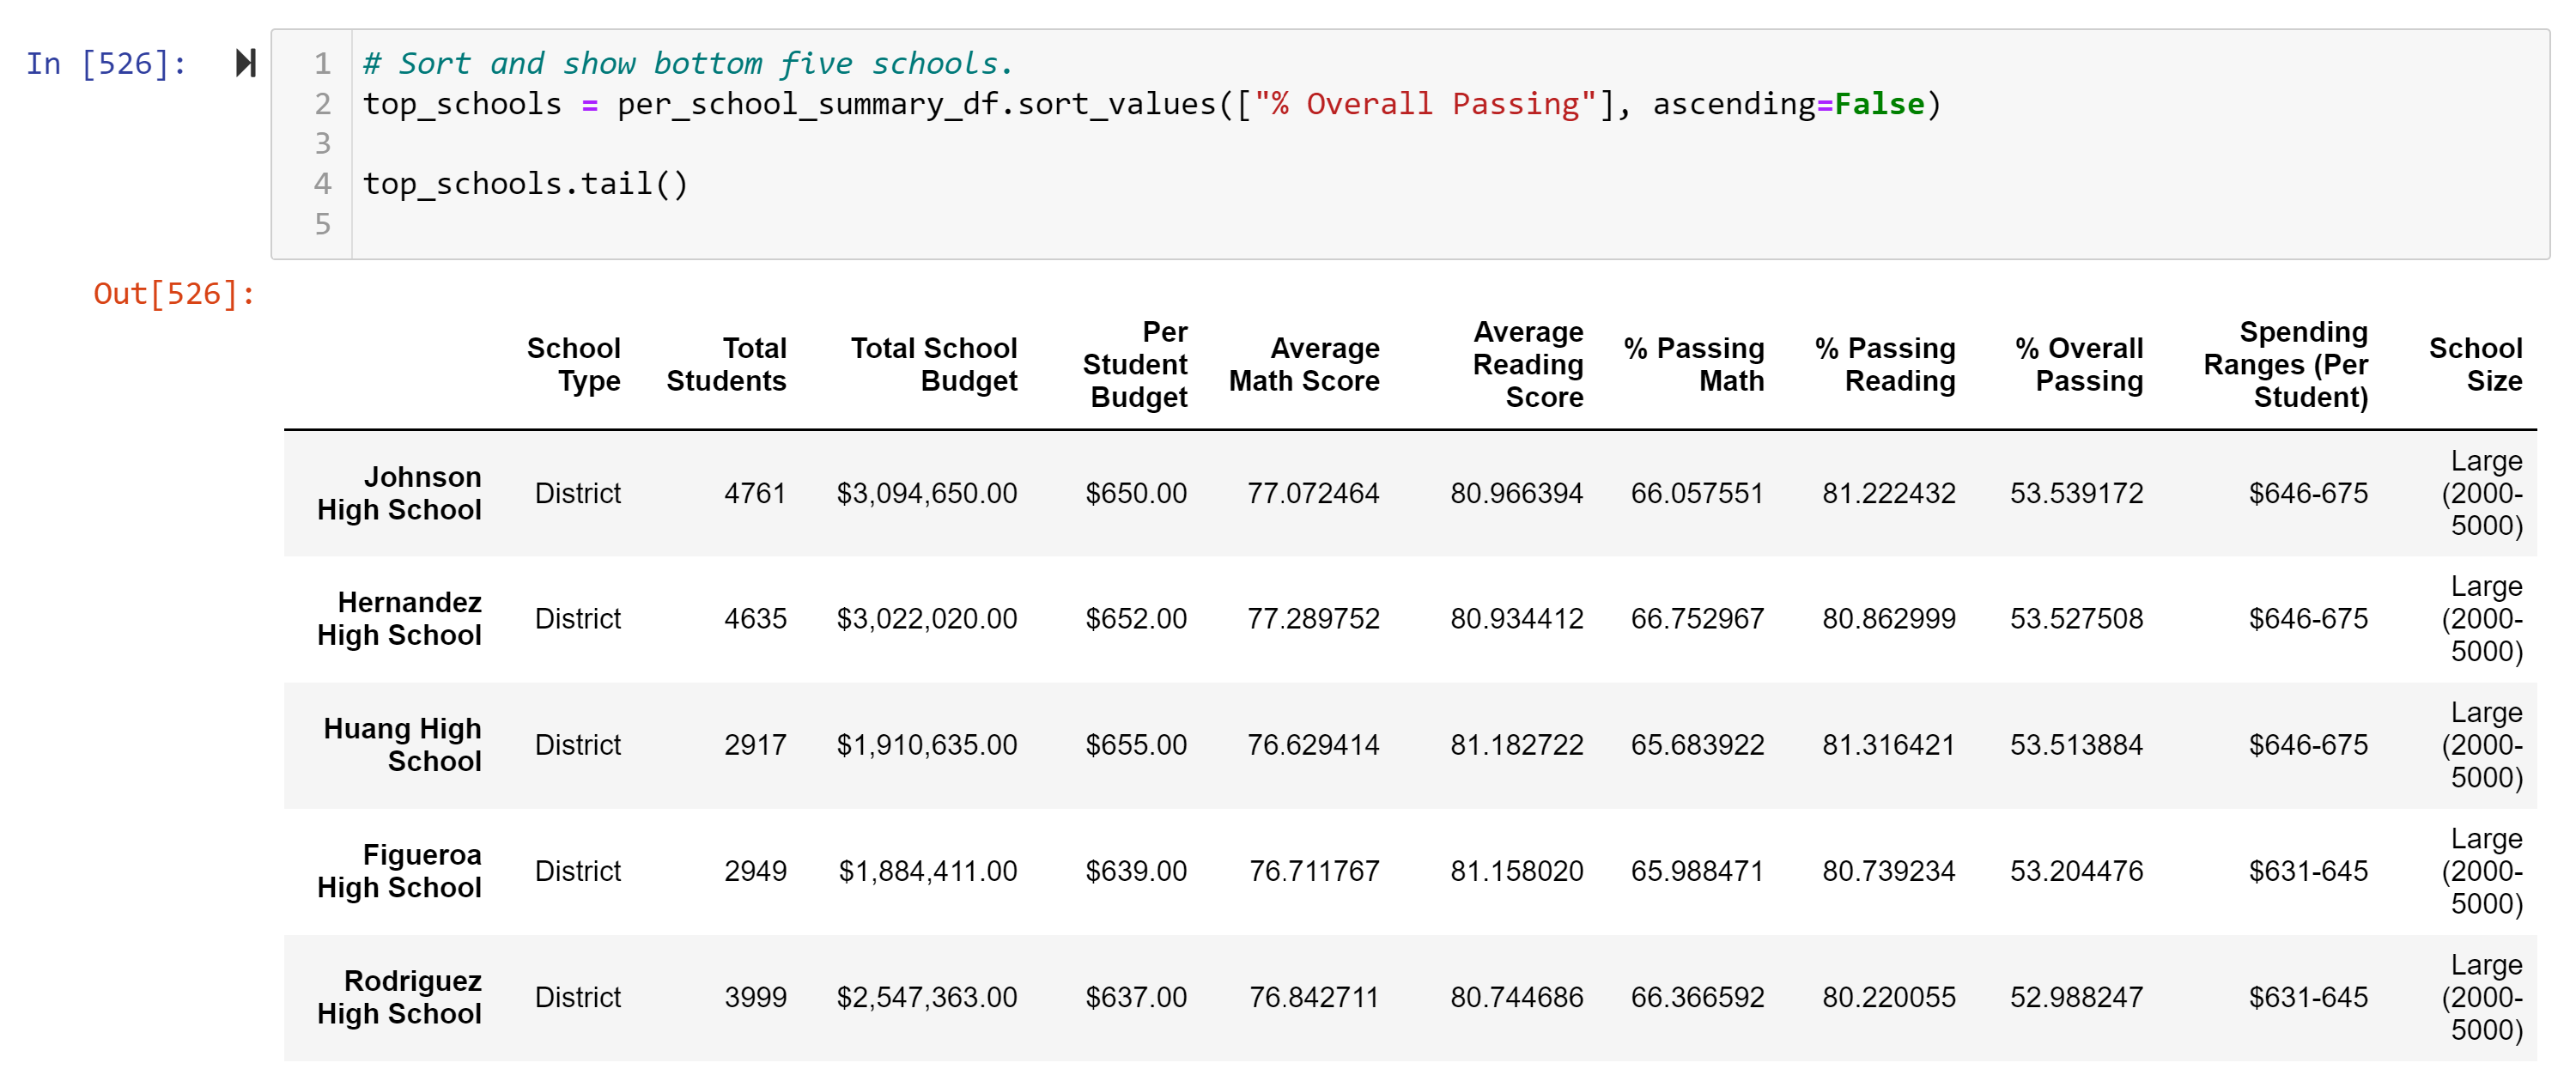 In [526]:
1 # Sort and show bottom five schools.
2 top_schools = per_school_summary_df.sort_values(["% Overall Passing"], ascending=False)
3
4 top_schools.tail()
5
Out[526]:
School Type Total Students Total School Budget Per Student Budget Average Math Score Average Reading Score % Passing Math % Passing Reading % Overall Passing Spending Ranges (Per Student) School Size
Johnson High School District 4761 $3,094,650.00 $650.00 77.072464 80.966394 66.057551 81.222432 53.539172 $646-675 Large (2000-5000)
Hernandez High School District 4635 $3,022,020.00 $652.00 77.289752 80.934412 66.752967 80.862999 53.527508 $646-675 Large (2000-5000)
Huang High School District 2917 $1,910,635.00 $655.00 76.629414 81.182722 65.683922 81.316421 53.513884 $646-675 Large (2000-5000)
Figueroa High School District 2949 $1,884,411.00 $639.00 76.711767 81.158020 65.988471 80.739234 53.204476 $631-645 Large (2000-5000)
Rodriguez High School District 3999 $2,547,363.00 $637.00 76.842711 80.744686 66.366592 80.220055 52.988247 $631-645 Large (2000-5000)